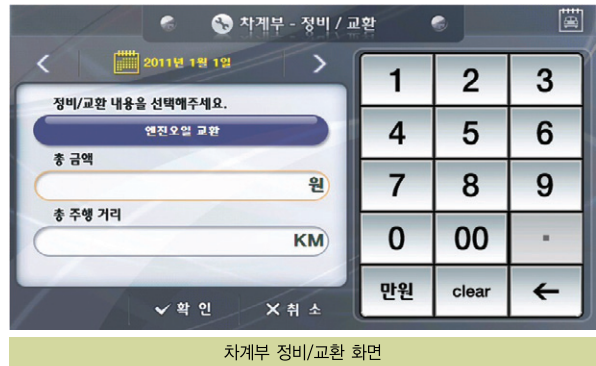 차계부 - 정비 / 교환
2011년 1월 1일
정비/교환 내용을 선택해주세요.
엔진오일 교환
총 금액
원
총 주행 거리
KM
확 인
취 소
1 2 3
4 5 6
7 8 9
0 00 .
만원 clear ←
차계부 정비/교환 화면